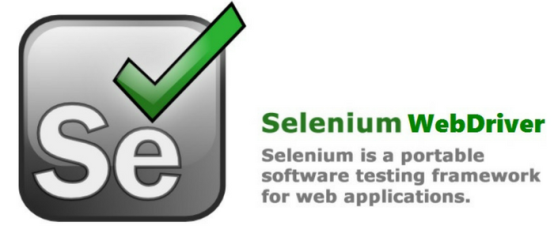 Se
Selenium WebDriver
Selenium is a portable
software testing framework
for web applications.